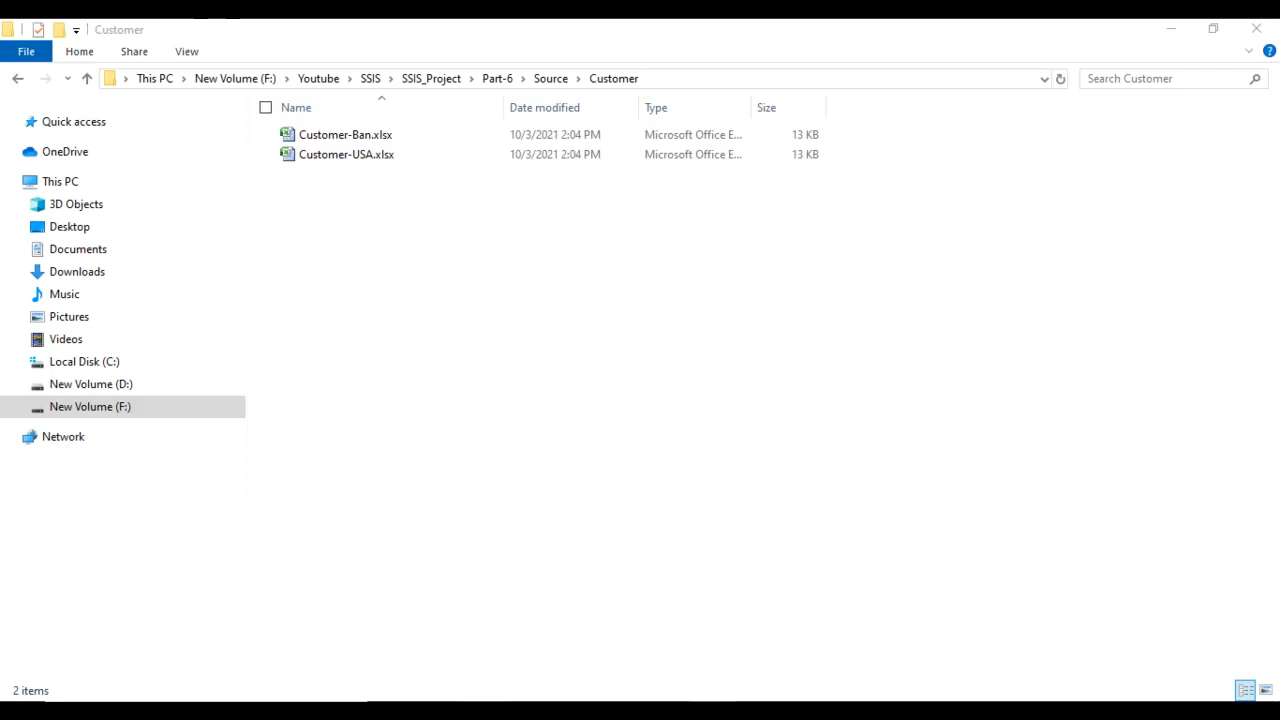 Customer
File Home Share View
This PC New Volume (F:) Youtube SSIS SSIS_Project Part-6 Source Customer Search Customer
Name Date modified Type Size
Customer-Ban.xlsx 10/3/2021 2:04 PM Microsoft Office E... 13 KB
Customer-USA.xlsx 10/3/2021 2:04 PM Microsoft Office E... 13 KB
Quick access
OneDrive
This PC
3D Objects
Desktop
Documents
Downloads
Music
Pictures
Videos
Local Disk (C:)
New Volume (D:)
New Volume (F:)
Network
2 items